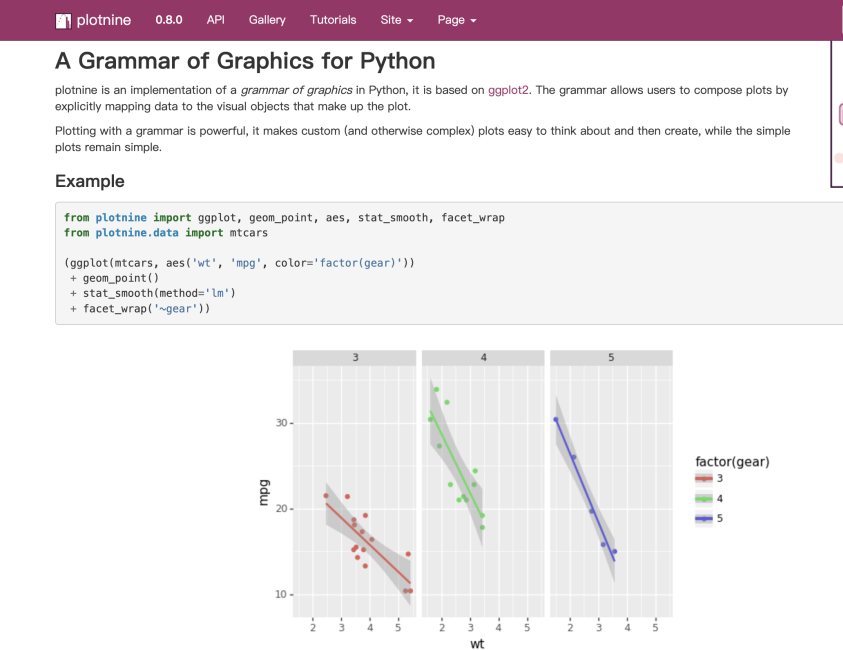 plotnine 0.8.0 API Gallery Tutorials Site Page
A Grammar of Graphics for Python
plotnine is an implementation of a grammar of graphics in Python, it is based on ggplot2. The grammar allows users to compose plots by
explicitly mapping data to the visual objects that make up the plot.
Plotting with a grammar is powerful, it makes custom (and otherwise complex) plots easy to think about and then create, while the simple
plots remain simple.
Example
from plotnine import ggplot, geom_point, aes, stat_smooth, facet_wrap
from plotnine.data import mtcars
(ggplot(mtcars, aes('wt', 'mpg', color='factor(gear)'))
+ geom_point()
+ stat_smooth(method='lm')
+ facet_wrap('~gear'))
3 4 5
30
20
10
mpg
2 3 4 5 2 3 4 5 2 3 4 5
wt
factor(gear)
3
4
5